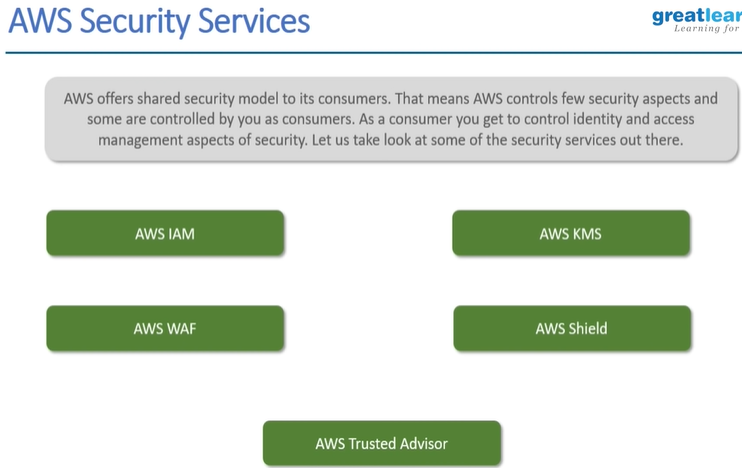 AWS Security Services
greatlear
Learning for
AWS offers shared security model to its consumers. That means AWS controls few security aspects and
some are controlled by you as consumers. As a consumer you get to control identity and access
management aspects of security. Let us take look at some of the security services out there.
AWS IAM
AWS KMS
AWS WAF
AWS Shield
AWS Trusted Advisor